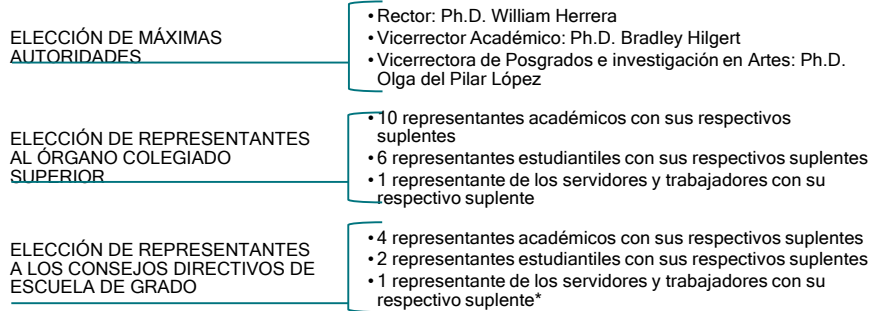 ELECCIÓN DE MÁXIMAS
AUTORIDADES
• Rector: Ph.D. William Herrera
• Vicerrector Académico: Ph.D. Bradley Hilgert
• Vicerrectora de Posgrados e investigación en Artes: Ph.D.
Olga del Pilar López
ELECCIÓN DE REPRESENTANTES
AL ÓRGANO COLEGIADO
SUPERIOR
• 10 representantes académicos con sus respectivos
suplentes
• 6 representantes estudiantiles con sus respectivos suplentes
• 1 representante de los servidores y trabajadores con su
respectivo suplente
ELECCIÓN DE REPRESENTANTES
A LOS CONSEJOS DIRECTIVOS DE
ESCUELA DE GRADO
• 4 representantes académicos con sus respectivos suplentes
• 2 representantes estudiantiles con sus respectivos suplentes
• 1 representante de los servidores y trabajadores con su
respectivo suplente*